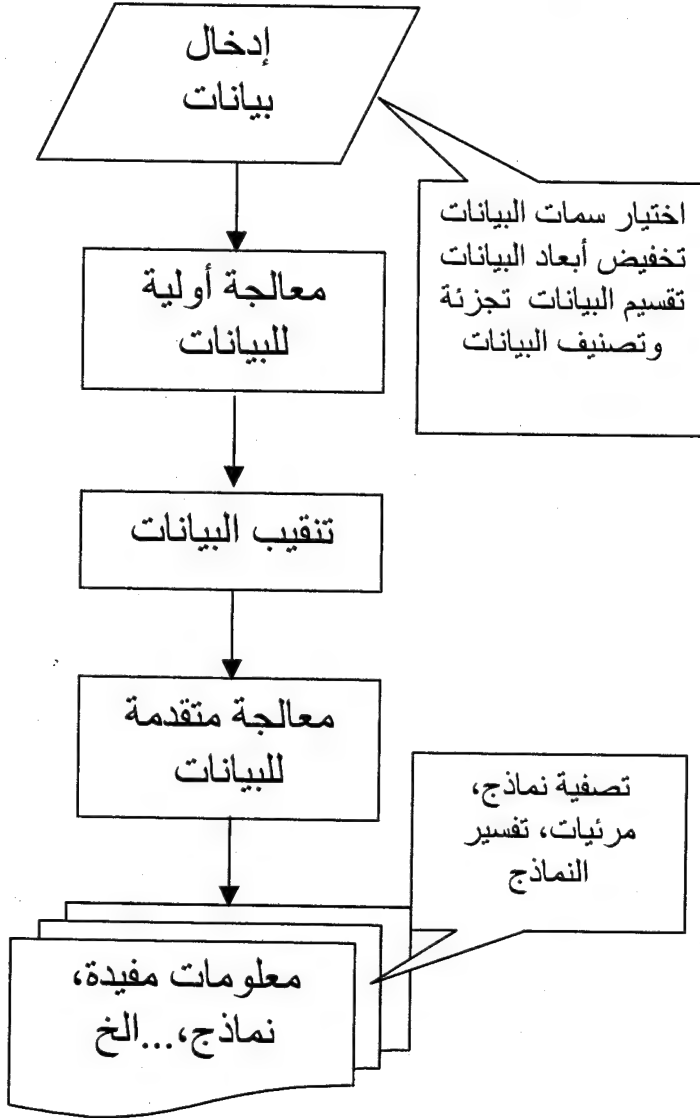 إدخال
بيانات
اختيار سمات البيانات
تخفيض أبعاد البيانات
تقسيم البيانات تجزئة
وتصنيف البيانات
معالجة أولية
للبيانات
تنقيب البيانات
معالجة متقدمة
للبيانات
تصفية نماذج،
مرئيات، تفسير
النماذج
معلومات مفيدة،
نماذج،...الخ